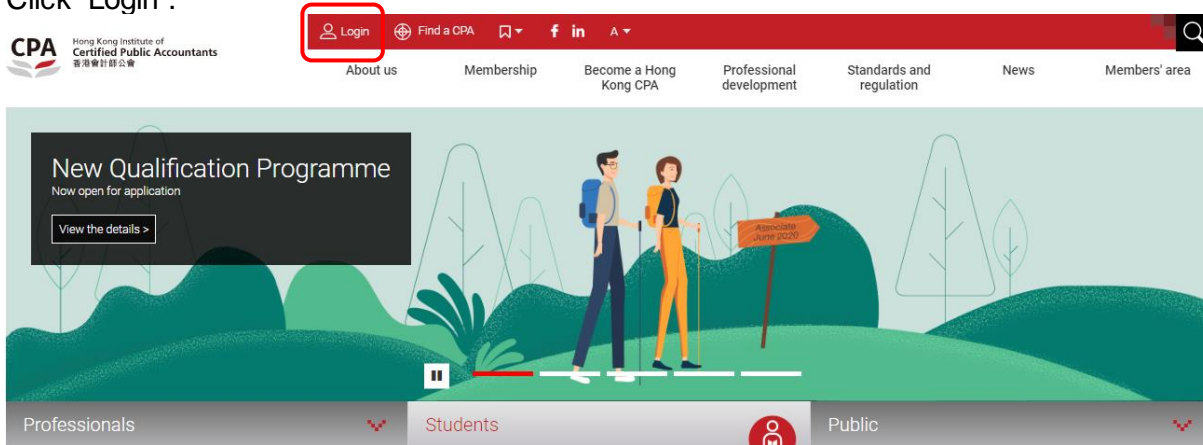 Click "Login".
Login
Find a CPA
f in A
CPA
Hong Kong Institute of
Certified Public Accountants
香港會計師公會
About us
Membership
Become a Hong
Kong CPA
Professional
development
Standards and
regulation
News
Members' area
New Qualification Programme
Now open for application
View the details >
Associate
June 2020
Professionals
Students
Public